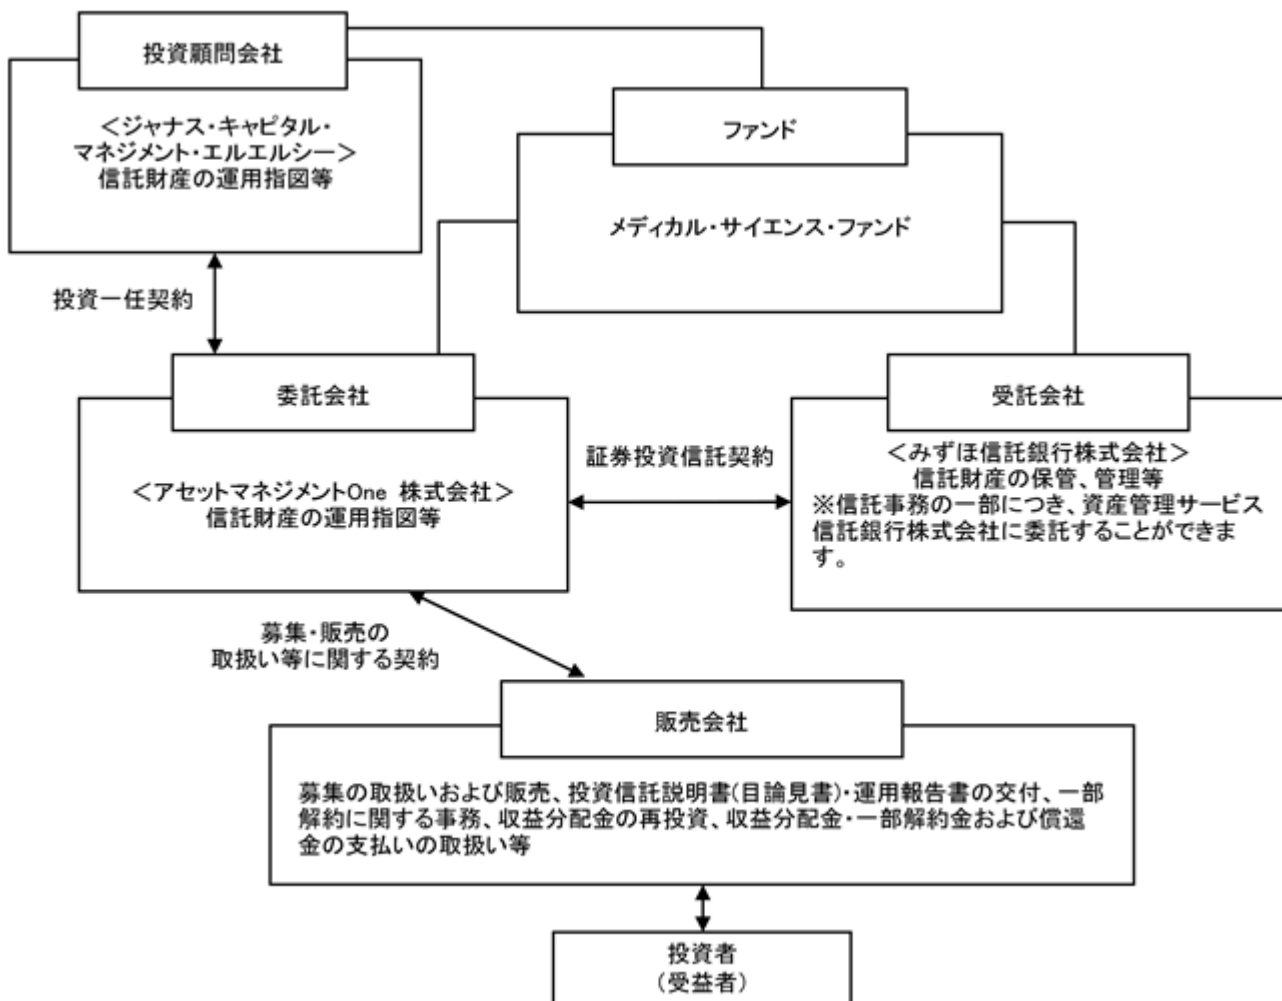 投資顧問会社
＜ジャナス・キャピタル・
マネジメント・エルエルシー＞
信託財産の運用指図等
ファンド
メディカル・サイエンス・ファンド
投資一任契約
委託会社
＜アセットマネジメントOne 株式会社＞
信託財産の運用指図等
証券投資信託契約
受託会社
＜みずほ信託銀行株式会社＞
信託財産の保管、管理等
※信託事務の一部につき、資産管理サービス
信託銀行株式会社に委託することができま
す。
募集・販売の
取扱い等に関する契約
販売会社
募集の取扱いおよび販売、投資信託説明書(目論見書)・運用報告書の交付、一部
解約に関する事務、収益分配金の再投資、収益分配金・一部解約金および償還
金の支払いの取扱い等
投資者
（受益者）